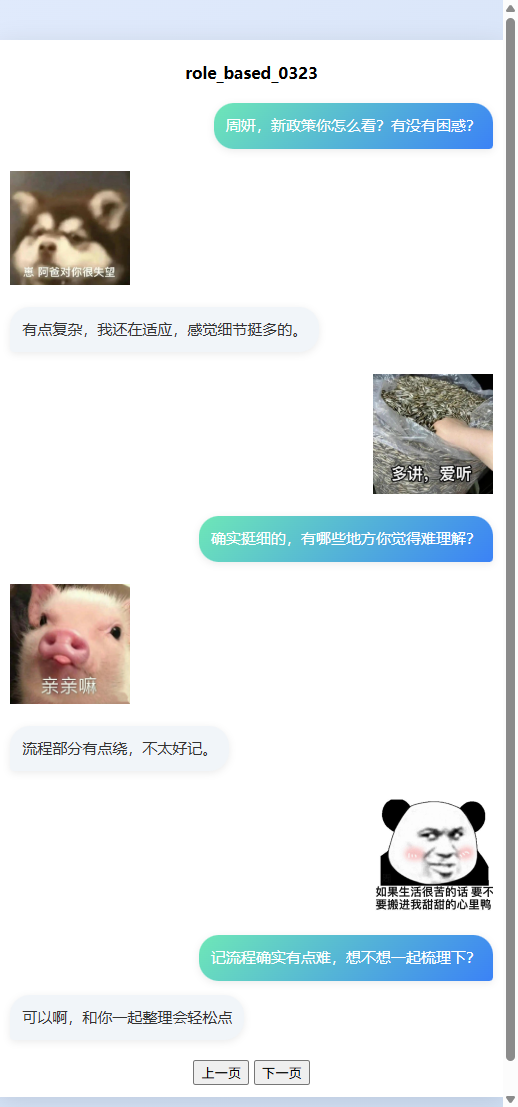 role_based_0323
周妍，新政策你怎么看？有没有困惑？
崽 阿爸对你很失望
有点复杂，我还在适应，感觉细节挺多的。
多讲，爱听
确实挺细的，有哪些地方你觉得难理解？
亲亲嘛
流程部分有点绕，不太好记。
如果生活很苦的话 要不
要搬进我甜甜的心里鸭
记流程确实有点难，想不想一起梳理下？
可以啊，和你一起整理会轻松点
上一页 下一页